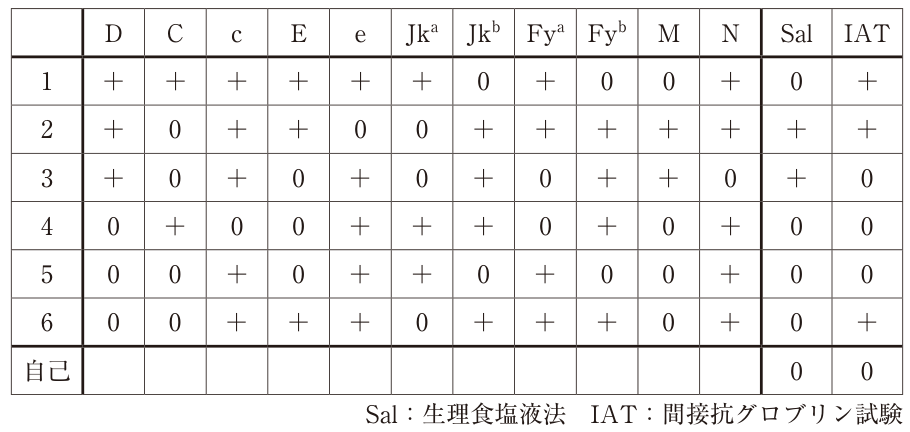 D C c E e Jkᵃ Jkᵇ Fyᵃ Fyᵇ M N Sal IAT
1 + + + + + + 0 + 0 0 + 0 +
2 + 0 + + 0 0 + + + + + + +
3 + 0 + 0 + 0 + 0 + + 0 + 0
4 0 + 0 0 + + + 0 + 0 + 0 0
5 0 0 + 0 + + 0 + 0 0 + 0 0
6 0 0 + + + 0 + + + 0 + 0 +
自己 0 0
Sal：生理食塩液法　IAT：間接抗グロブリン試験